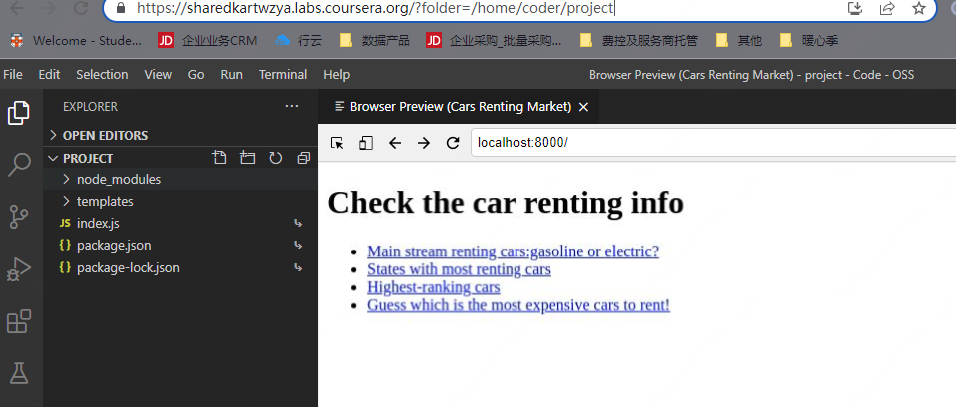 https://sharedkartwzya.labs.coursera.org/?folder=/home/coder/project
Welcome - Stude... JD 企业业务CRM 行云 数据产品 JD 企业采购_批量采购... 费控及服务商托管 其他 暖心季
File Edit Selection View Go Run Terminal Help Browser Preview (Cars Renting Market) - project - Code - OSS
EXPLORER ... Browser Preview (Cars Renting Market)
OPEN EDITORS
PROJECT localhost:8000/
node_modules
templates
JS index.js
{} package.json
{} package-lock.json
Check the car renting info
Main stream renting cars:gasoline or electric?
States with most renting cars
Highest-ranking cars
Guess which is the most expensive cars to rent!